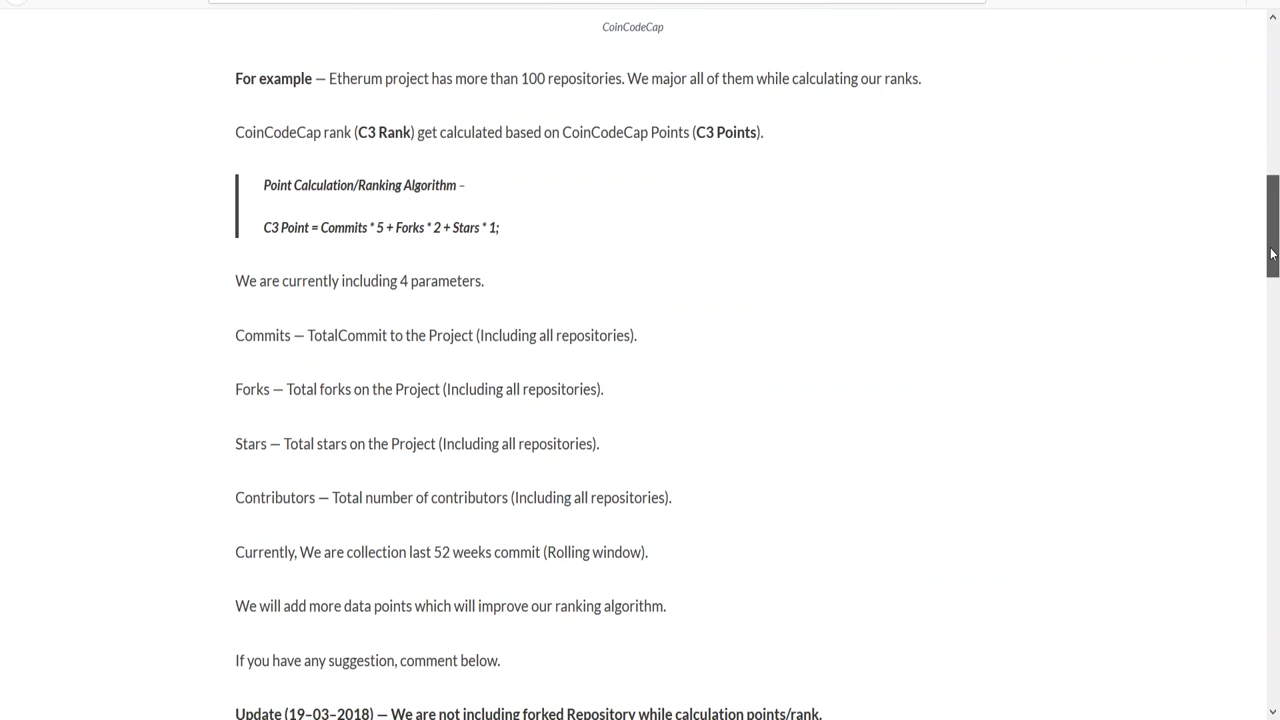 CoinCodeCap
For example — Etherum project has more than 100 repositories. We major all of them while calculating our ranks.
CoinCodeCap rank (C3 Rank) get calculated based on CoinCodeCap Points (C3 Points).
Point Calculation/Ranking Algorithm –
C3 Point = Commits * 5 + Forks * 2 + Stars * 1;
We are currently including 4 parameters.
Commits — TotalCommit to the Project (Including all repositories).
Forks — Total forks on the Project (Including all repositories).
Stars — Total stars on the Project (Including all repositories).
Contributors — Total number of contributors (Including all repositories).
Currently, We are collection last 52 weeks commit (Rolling window).
We will add more data points which will improve our ranking algorithm.
If you have any suggestion, comment below.
Update (19–03–2018) — We are not including forked Repository while calculation points/rank.